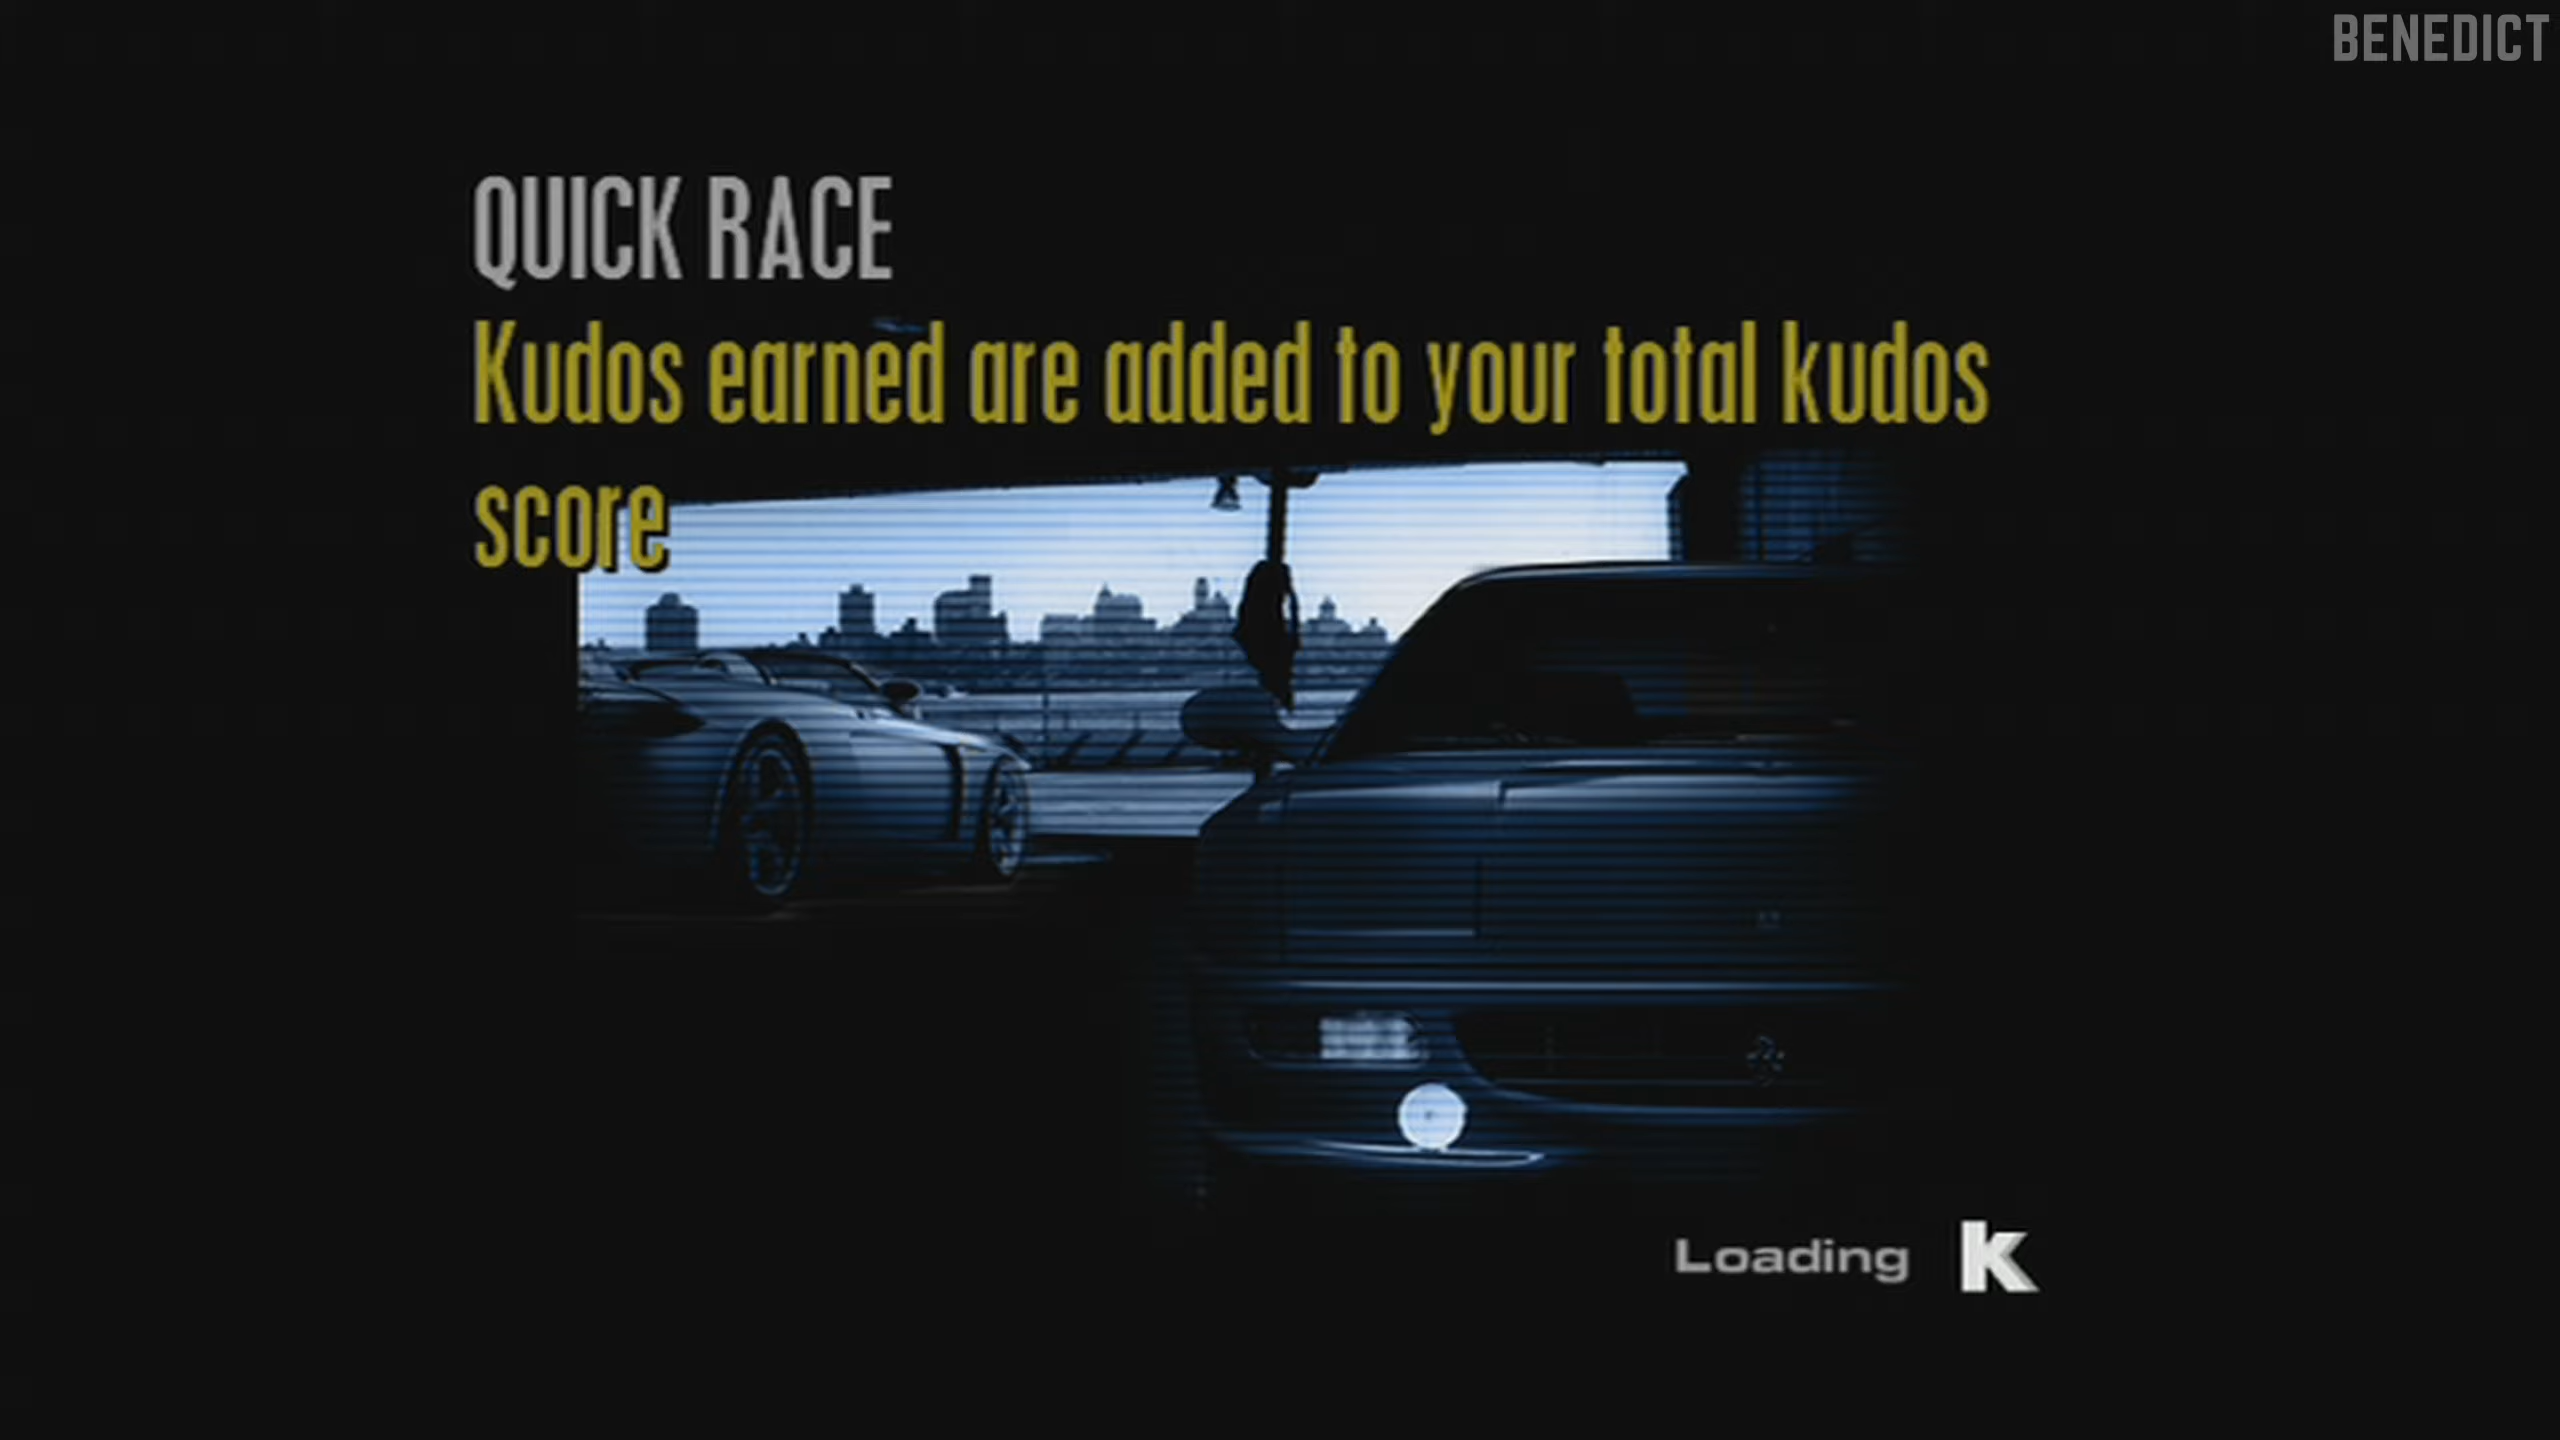 BENEDICT
QUICK RACE
Kudos earned are added to your total kudos
score
Loading K